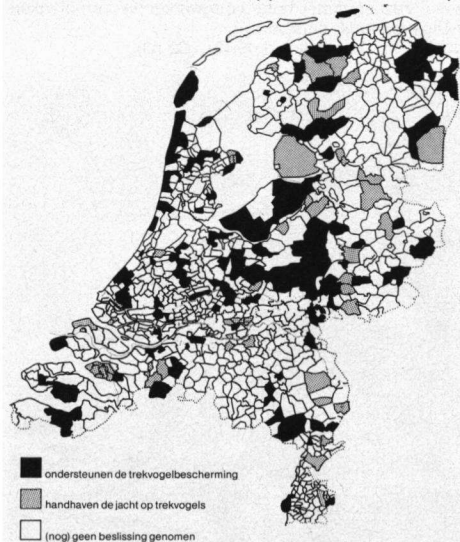 ondersteunen de trekvogelbescherming
handhaven de jacht op trekvogels
(nog) geen beslissing genomen